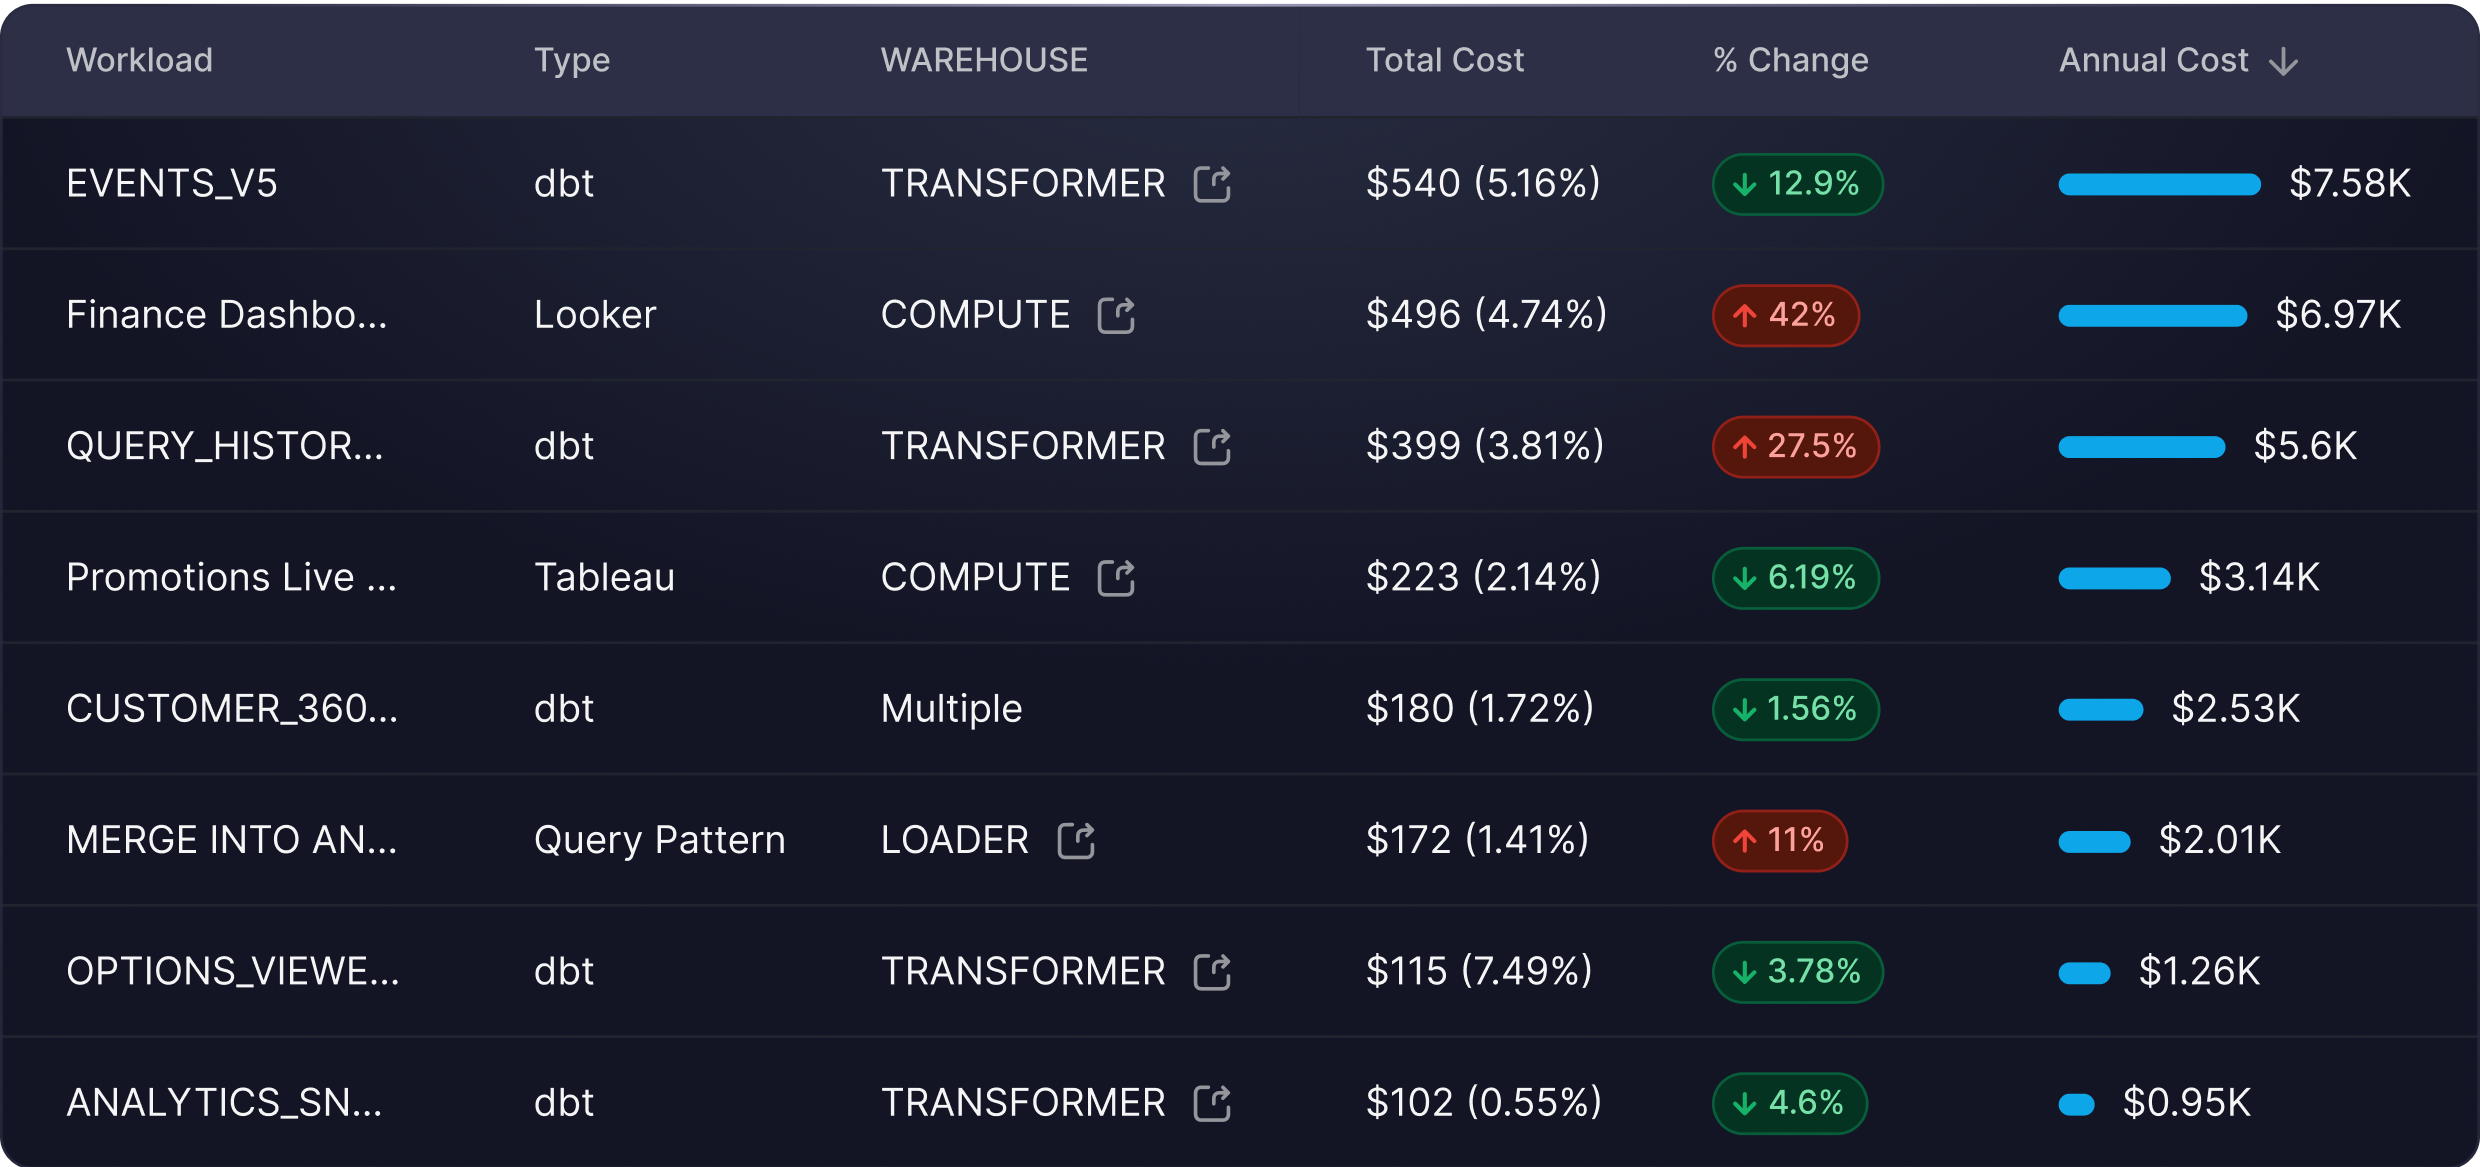 Workload Type WAREHOUSE Total Cost % Change Annual Cost
EVENTS_V5 dbt TRANSFORMER $540 (5.16%) 12.9% $7.58K
Finance Dashbo... Looker COMPUTE $496 (4.74%) 42% $6.97K
QUERY_HISTOR... dbt TRANSFORMER $399 (3.81%) 27.5% $5.6K
Promotions Live ... Tableau COMPUTE $223 (2.14%) 6.19% $3.14K
CUSTOMER_360... dbt Multiple $180 (1.72%) 1.56% $2.53K
MERGE INTO AN... Query Pattern LOADER $172 (1.41%) 11% $2.01K
OPTIONS_VIEWE... dbt TRANSFORMER $115 (7.49%) 3.78% $1.26K
ANALYTICS_SN... dbt TRANSFORMER $102 (0.55%) 4.6% $0.95K